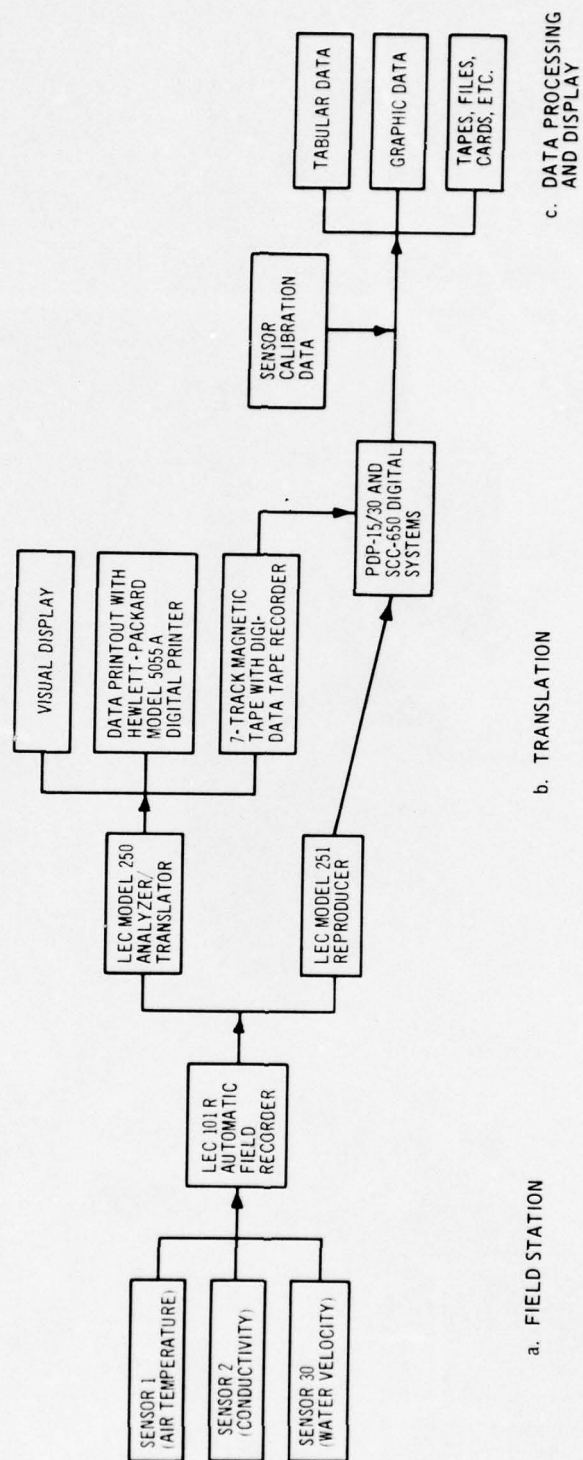 SENSOR 1
(AIR TEMPERATURE)
SENSOR 2
(CONDUCTIVITY)
SENSOR 30
(WATER VELOCITY)
LEC 101R
AUTOMATIC
FIELD
RECORDER
a. FIELD STATION
LEC MODEL 250
ANALYZER/
TRANSLATOR
LEC MODEL 251
REPRODUCER
VISUAL DISPLAY
DATA PRINTOUT WITH
HEWLETT-PACKARD
MODEL 5055A
DIGITAL PRINTER
7-TRACK MAGNETIC
TAPE WITH DIGI-
DATA TAPE RECORDER
b. TRANSLATION
PDP-15/30 AND
SCC-650 DIGITAL
SYSTEMS
SENSOR
CALIBRATION
DATA
TABULAR DATA
GRAPHIC DATA
TAPES, FILES,
CARDS, ETC.
c. DATA PROCESSING
AND DISPLAY